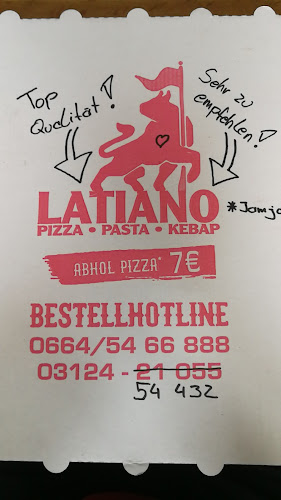 Top
Qualität!
Sehr zu
empfehlen!
LATIANO
PIZZA • PASTA • KEBAP
*Jamj
ABHOL PIZZA* 7€
BESTELLHOTLINE
0664/54 66 888
03124 - 21 055
54 432